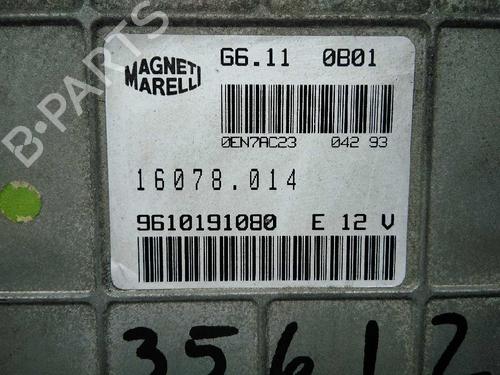 MAGNETI MARELLI
G6.11 0B01
0EN7AC23 042 93
16078.014
9610191080 E 12 V
B-PARTS
35612